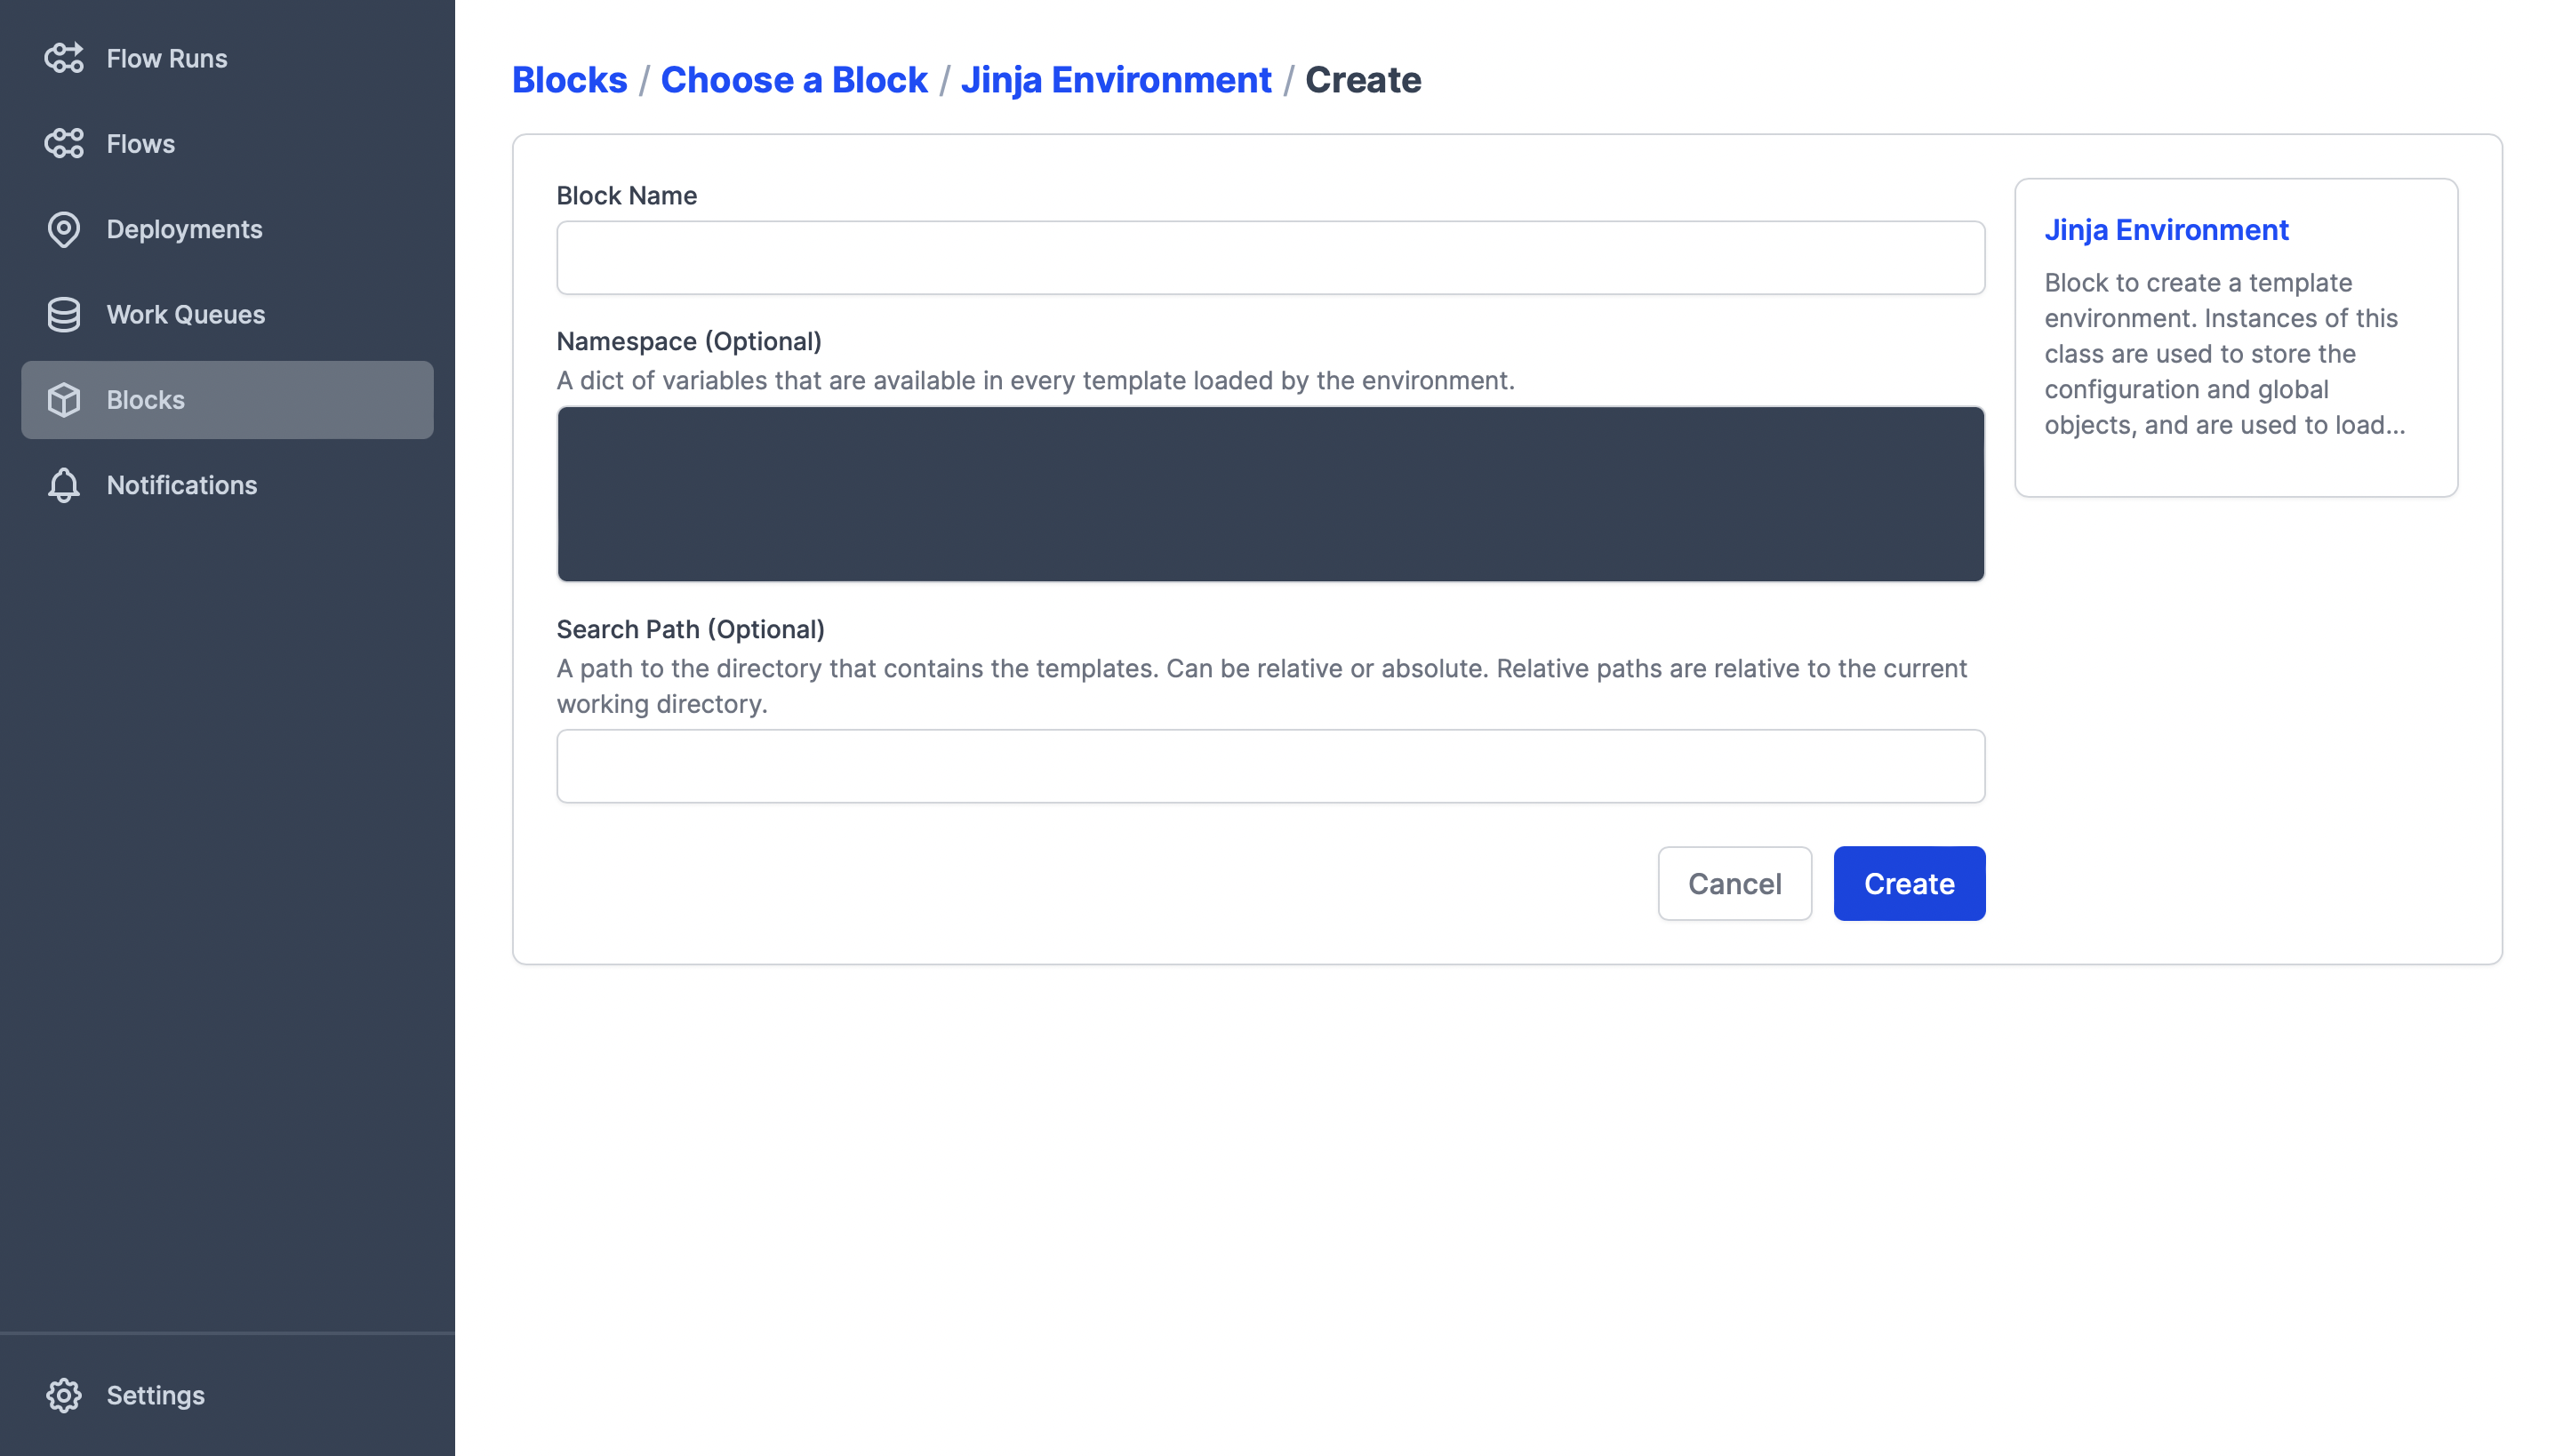 Flow Runs
Flows
Deployments
Work Queues
Blocks
Notifications
Settings
Blocks / Choose a Block / Jinja Environment / Create
Block Name
Namespace (Optional)
A dict of variables that are available in every template loaded by the environment.
Search Path (Optional)
A path to the directory that contains the templates. Can be relative or absolute. Relative paths are relative to the current
working directory.
Cancel
Create
Jinja Environment
Block to create a template
environment. Instances of this
class are used to store the
configuration and global
objects, and are used to load...